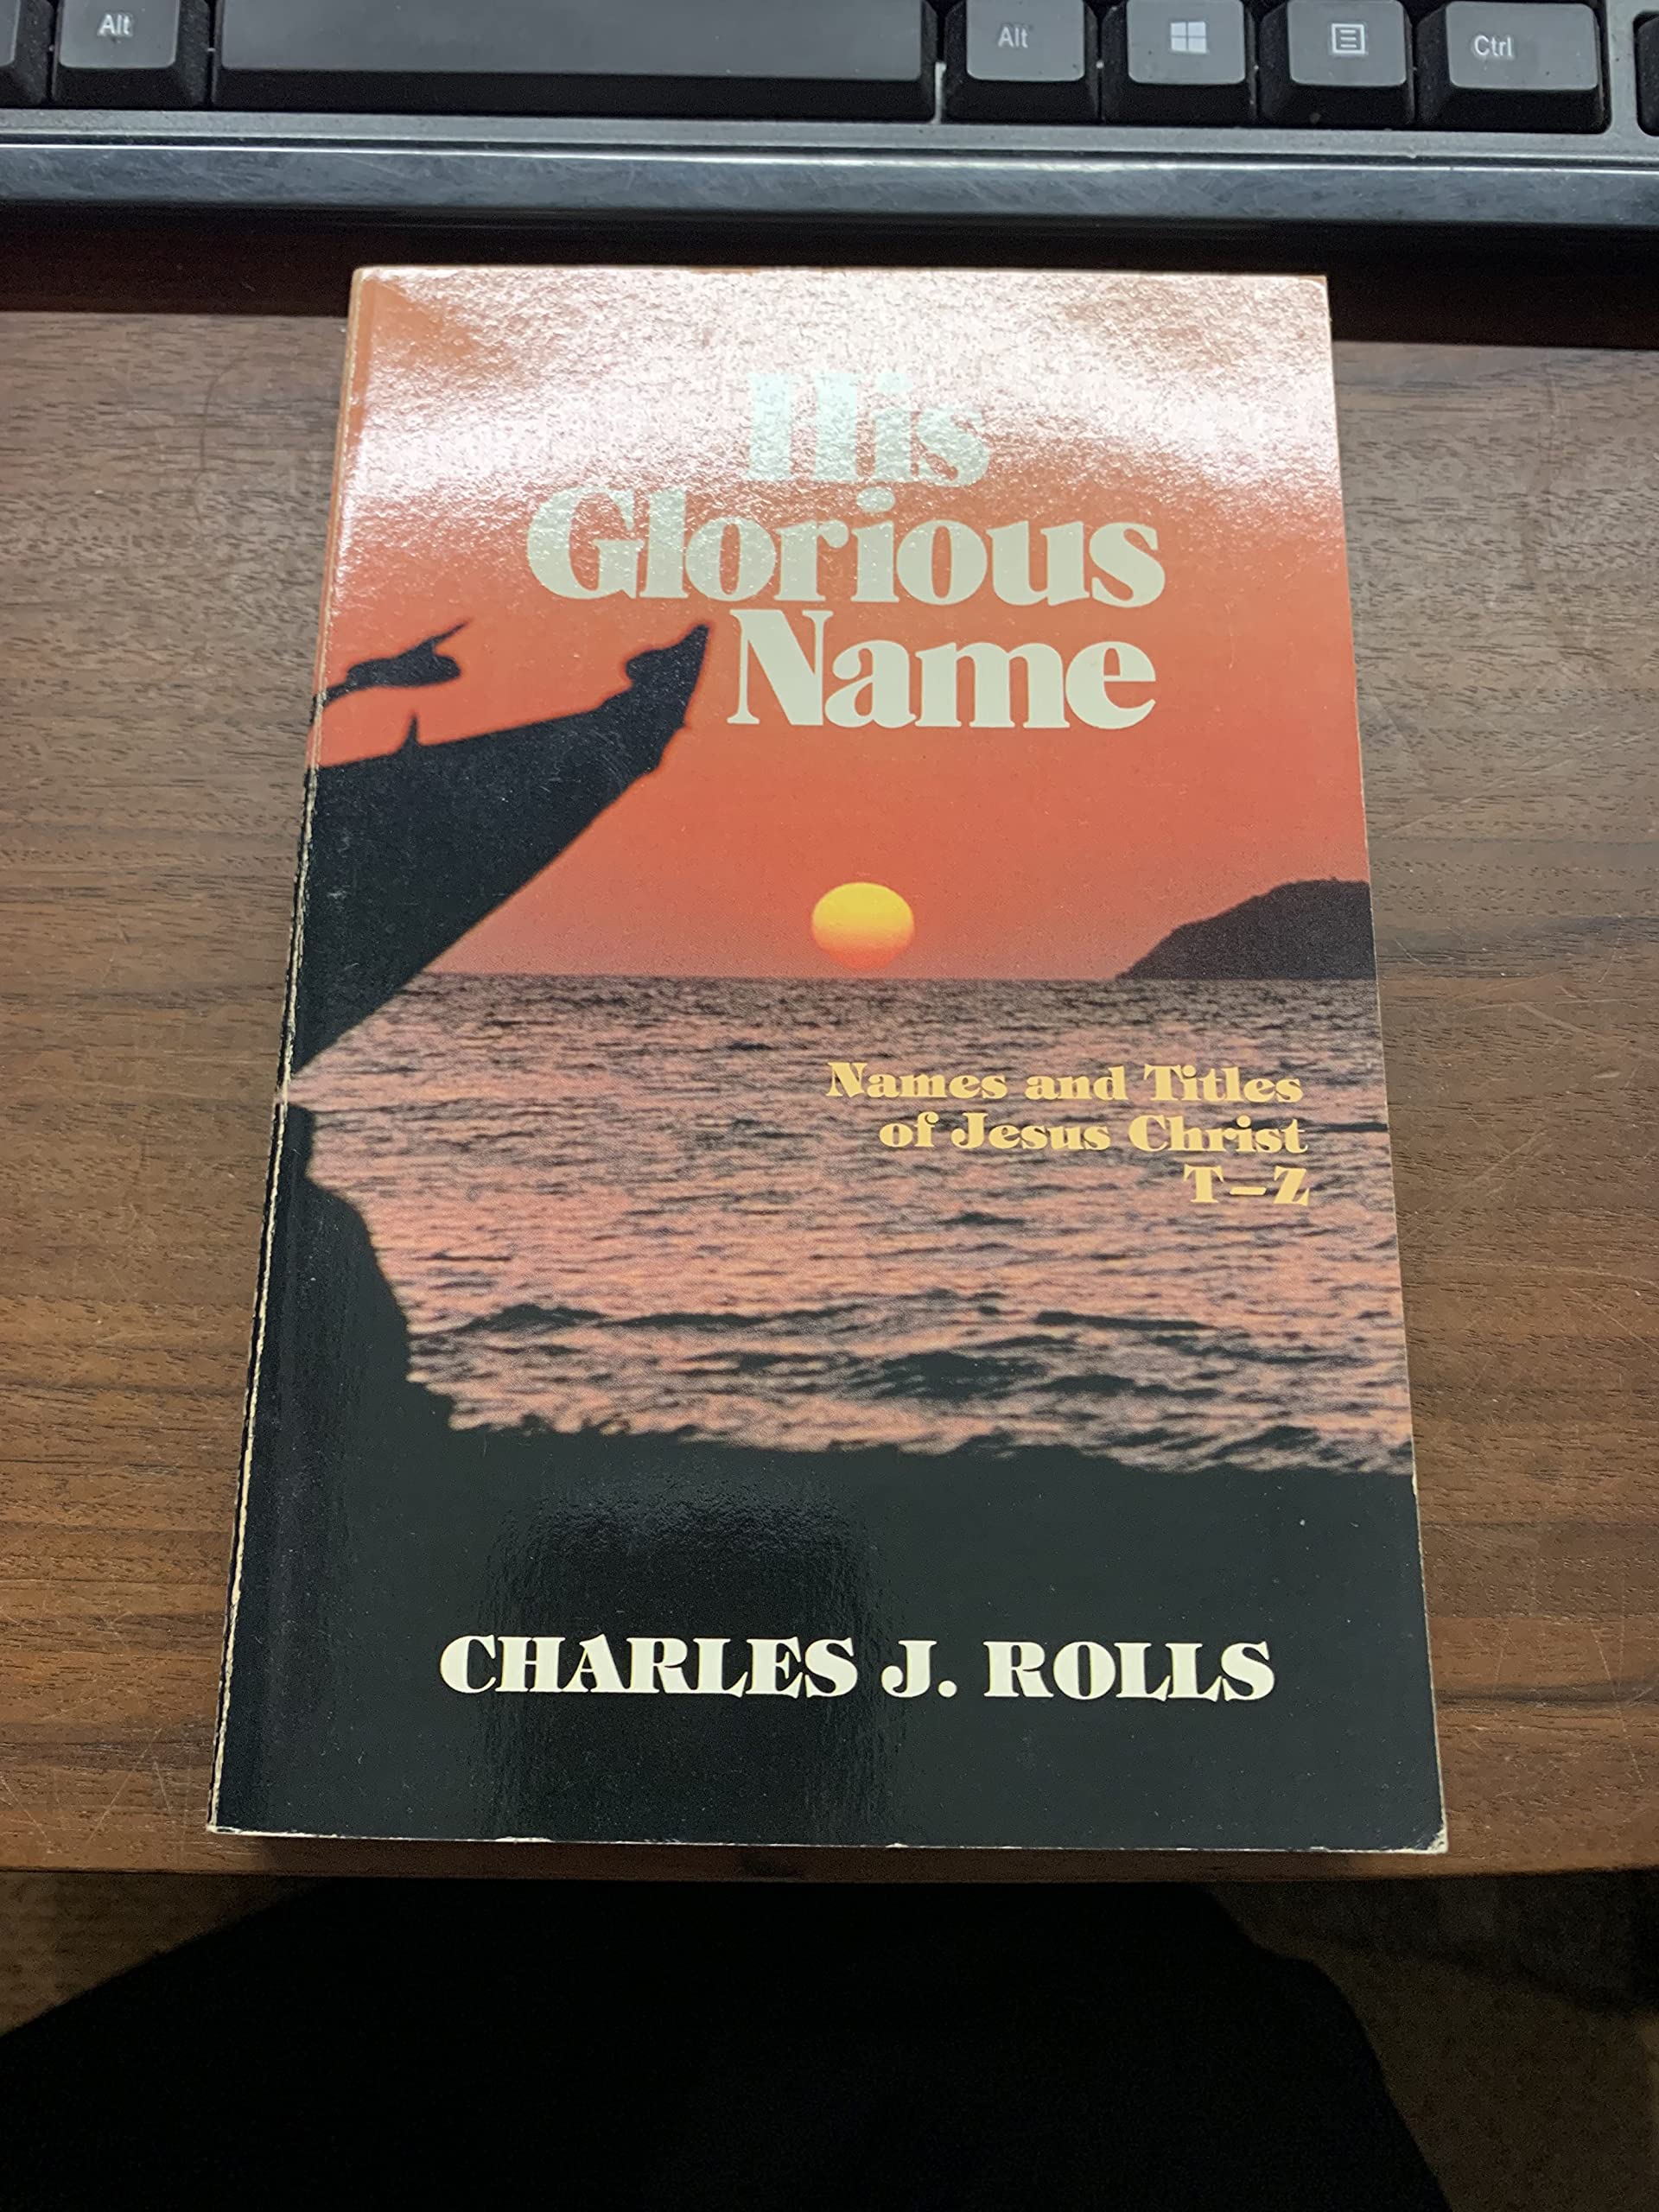 Alt Alt Ctrl
His
Glorious
Name
Names and Titles
of Jesus Christ
T–Z
CHARLES J. ROLLS